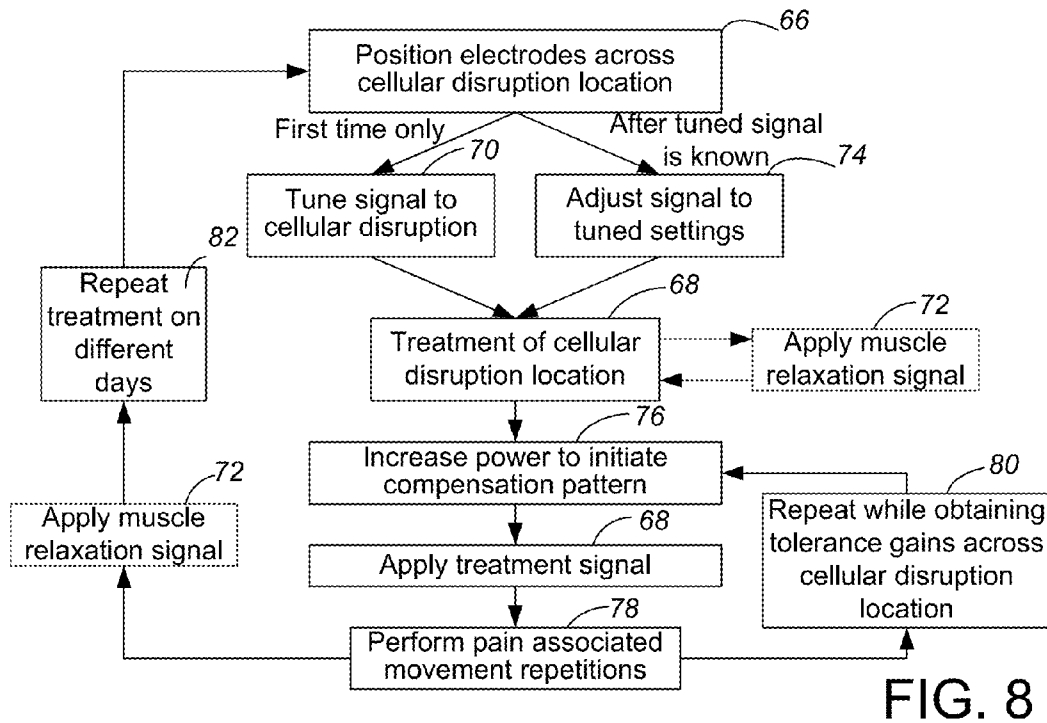 66
Position electrodes across
cellular disruption location
First time only
After tuned signal
is known
70
74
Tune signal to
cellular disruption
Adjust signal to
tuned settings
82
Repeat
treatment on
different
days
68
Treatment of cellular
disruption location
72
Apply muscle
relaxation signal
76
Increase power to initiate
compensation pattern
72
Apply muscle
relaxation signal
68
Apply treatment signal
80
Repeat while obtaining
tolerance gains across
cellular disruption
location
78
Perform pain associated
movement repetitions
FIG. 8